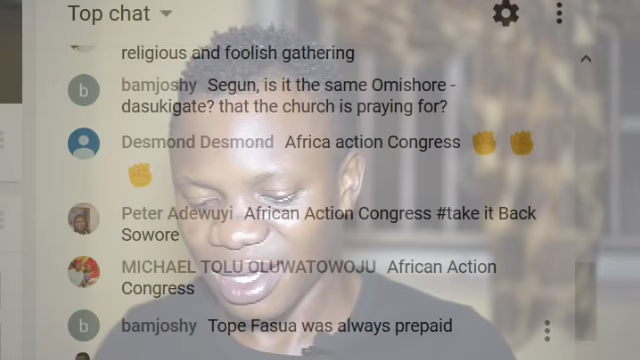 Top chat
religious and foolish gathering
b bamjoshy Segun, is it the same Omishore -
dasukigate? that the church is praying for?
Desmond Desmond Africa action Congress ✊ ✊
✊
Peter Adewuyi African Action Congress #take it Back
Sowore
MICHAEL TOLU OLUWATOWOJU African Action
Congress
b bamjoshy Tope Fasua was always prepaid